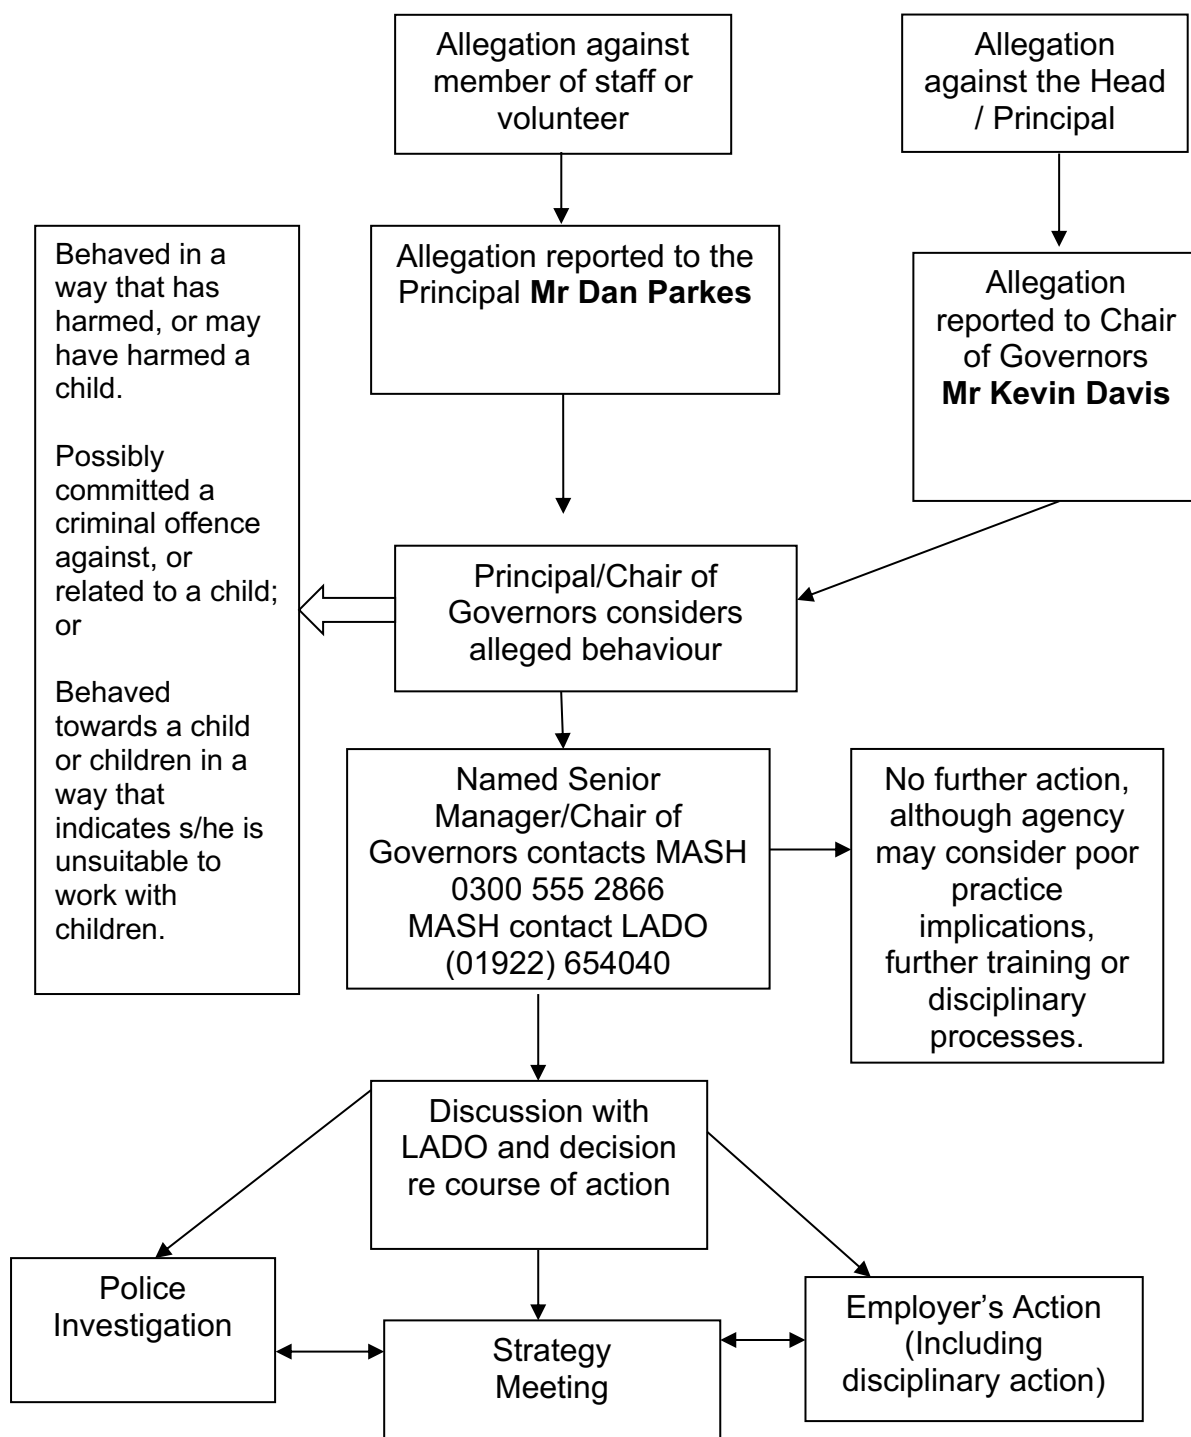 Allegation against
member of staff or
volunteer
Allegation
against the Head
/ Principal
Allegation reported to the
Principal Mr Dan Parkes
Allegation
reported to Chair
of Governors
Mr Kevin Davis
Behaved in a
way that has
harmed, or may
have harmed a
child.
Possibly
committed a
criminal offence
against, or
related to a child;
or
Behaved
towards a child
or children in a
way that
indicates s/he is
unsuitable to
work with
children.
Principal/Chair of
Governors considers
alleged behaviour
Named Senior
Manager/Chair of
Governors contacts MASH
0300 555 2866
MASH contact LADO
(01922) 654040
No further action,
although agency
may consider poor
practice
implications,
further training or
disciplinary
processes.
Discussion with
LADO and decision
re course of action
Police
Investigation
Strategy
Meeting
Employer’s Action
(Including
disciplinary action)